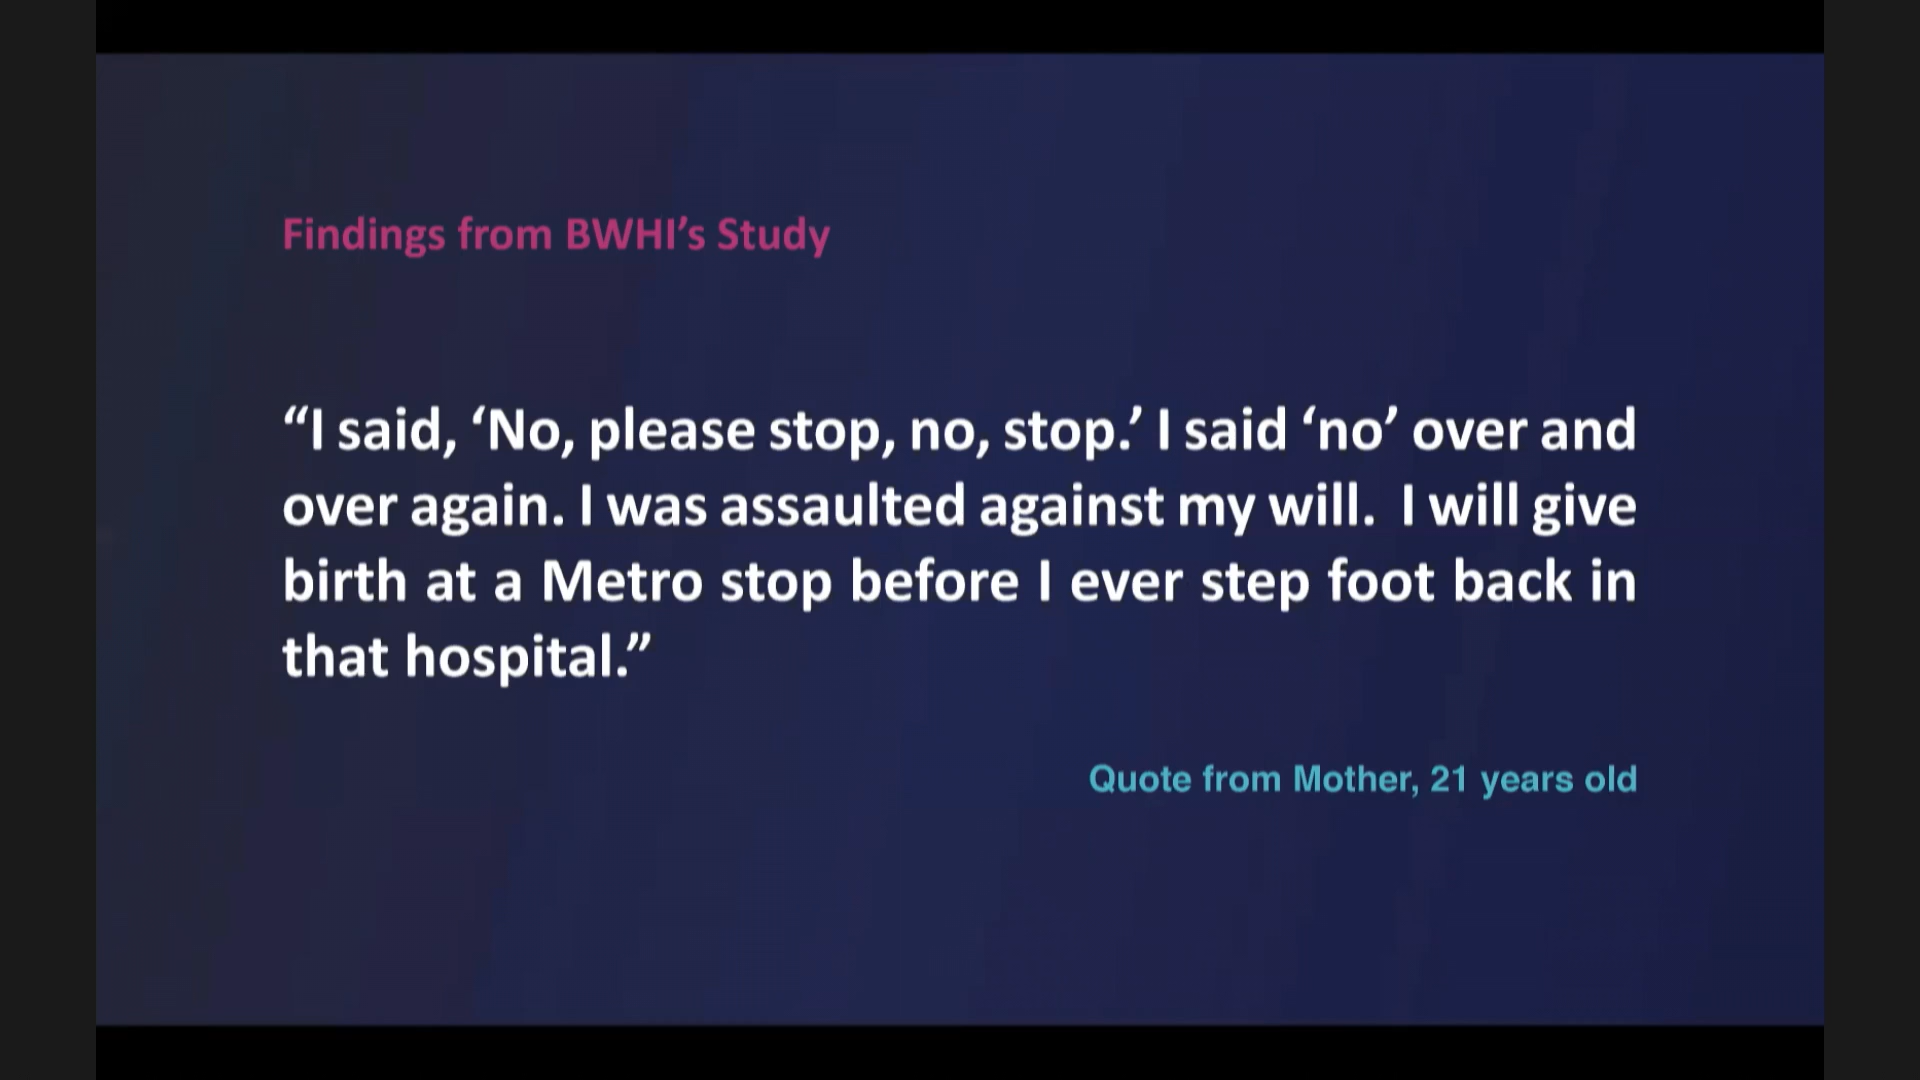 Findings from BWHI’s Study
“I said, ‘No, please stop, no, stop.’ I said ‘no’ over and
over again. I was assaulted against my will.  I will give
birth at a Metro stop before I ever step foot back in
that hospital.”
Quote from Mother, 21 years old